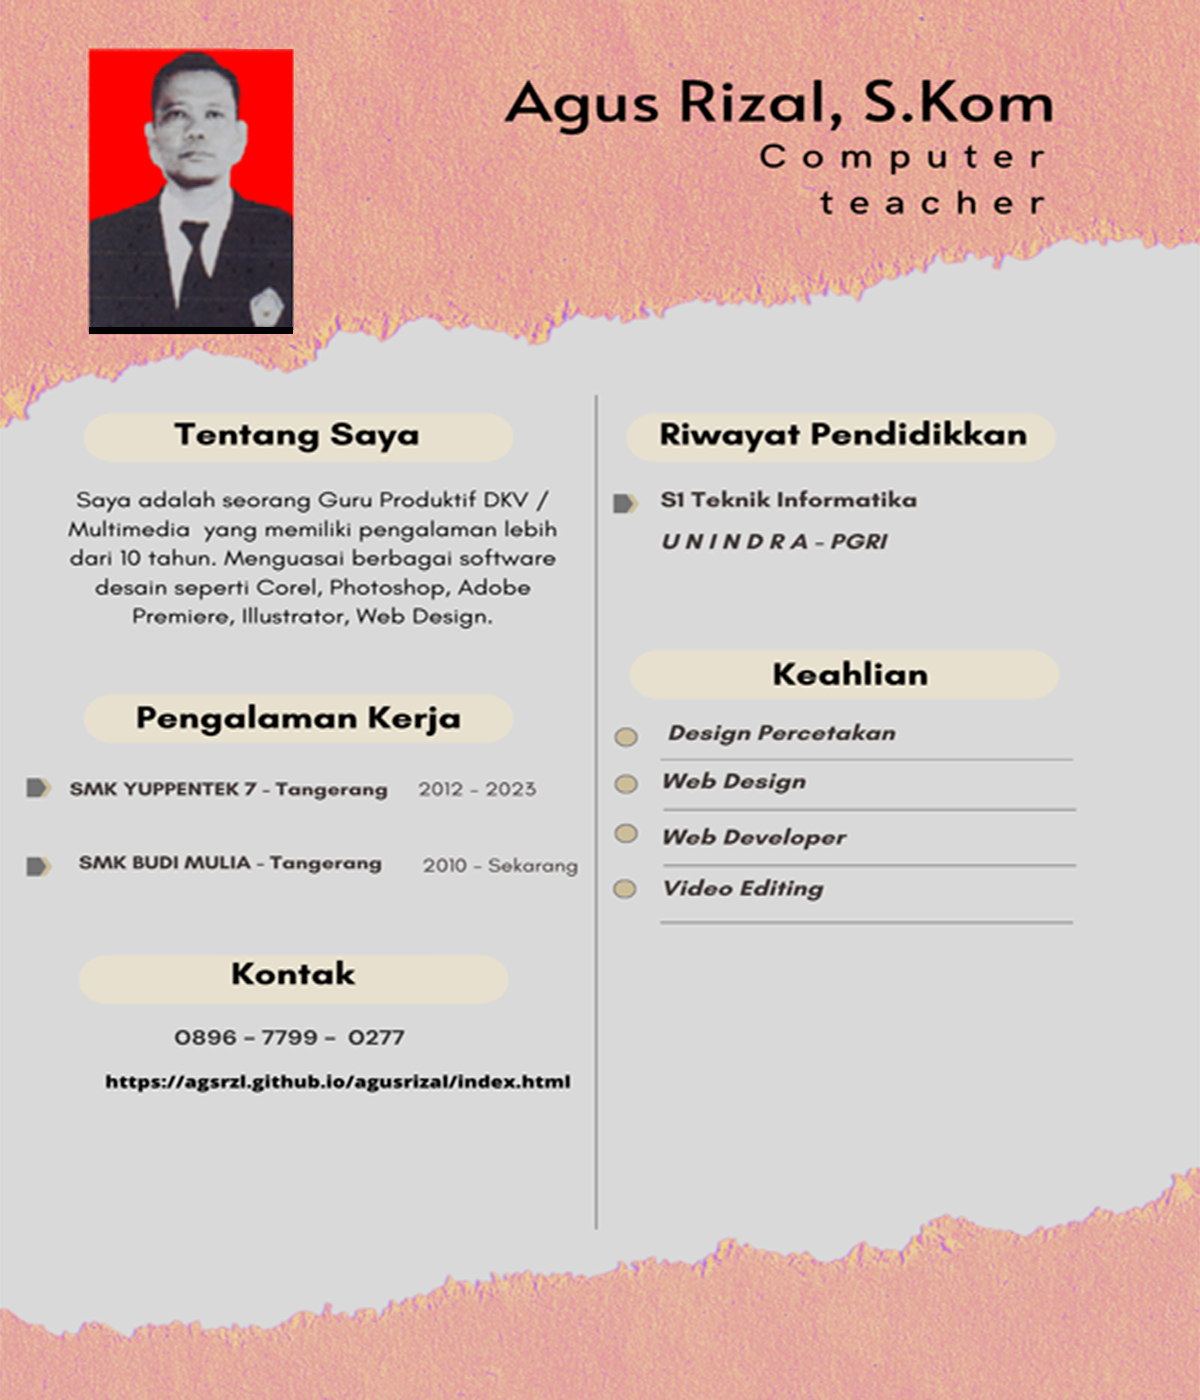 Agus Rizal, S.Kom
Computer
teacher
Tentang Saya
Saya adalah seorang Guru Produktif DKV /
Multimedia yang memiliki pengalaman lebih
dari 10 tahun. Menguasai berbagai software
desain seperti Corel, Photoshop, Adobe
Premiere, Illustrator, Web Design.
Pengalaman Kerja
SMK YUPPENTEK 7 - Tangerang 2012 - 2023
SMK BUDI MULIA - Tangerang 2010 - Sekarang
Kontak
0896 - 7799 - 0277
https://agsrzl.github.io/agusrizal/index.html
Riwayat Pendidikkan
S1 Teknik Informatika
U N I N D R A - PGRI
Keahlian
Design Percetakan
Web Design
Web Developer
Video Editing